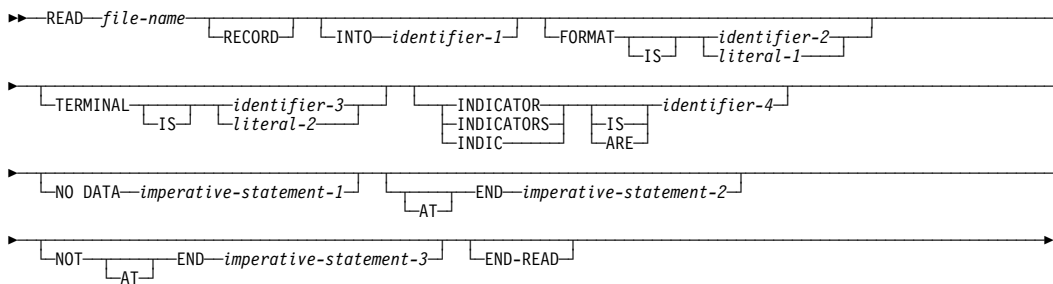 READ file-name RECORD INTO identifier-1 FORMAT IS identifier-2 literal-1
TERMINAL IS identifier-3 literal-2 INDICATOR INDICATORS INDIC IS ARE identifier-4
NO DATA imperative-statement-1 AT END imperative-statement-2
NOT AT END imperative-statement-3 END-READ